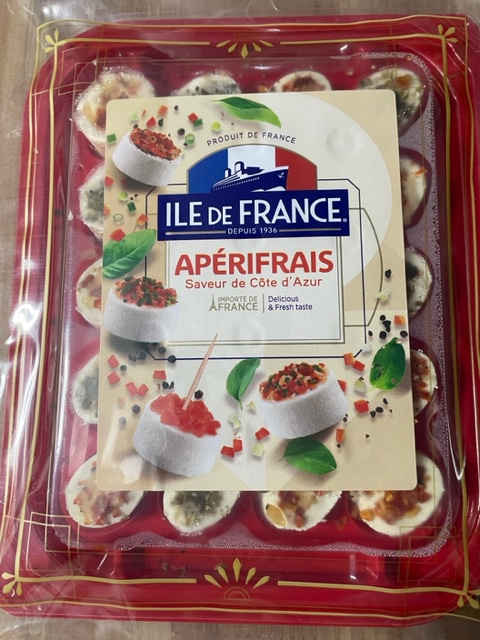 PRODUIT DE FRANCE
ILE DE FRANCE®
DEPUIS 1936
APÉRIFRAIS
Saveur de Côte d'Azur
IMPORTÉ DE
FRANCE
Delicious
& Fresh taste